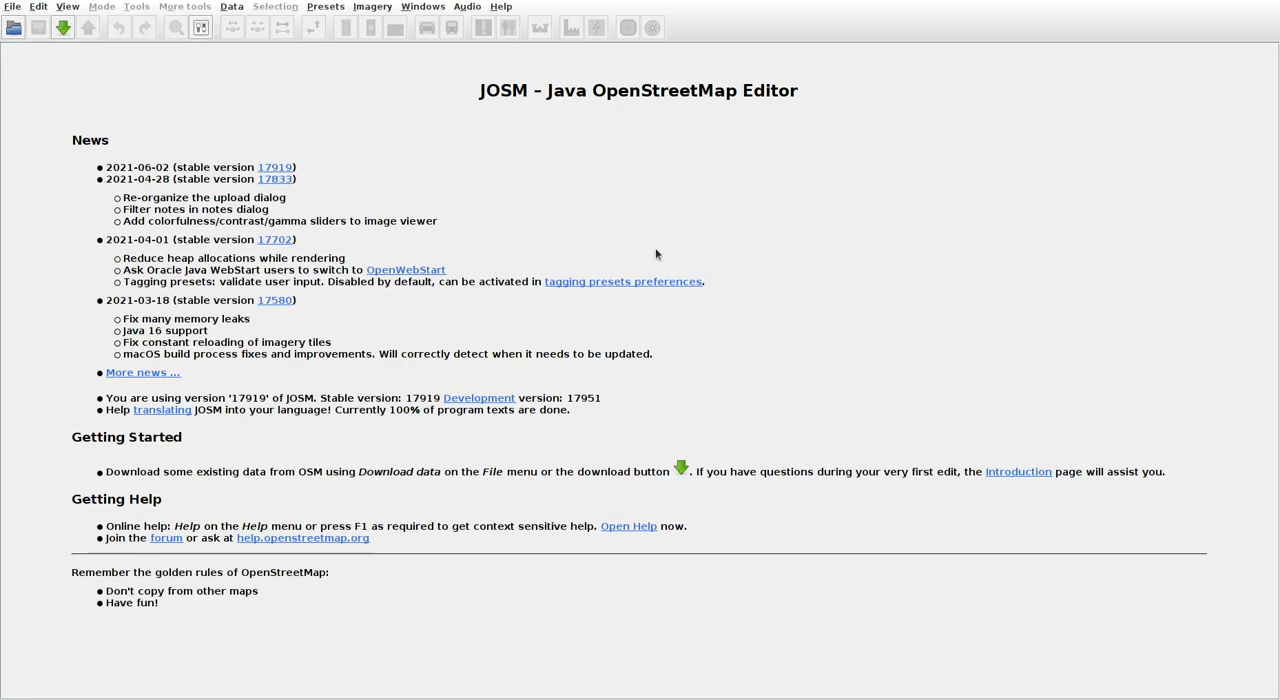 File Edit View Mode Tools More tools Data Selection Presets Imagery Windows Audio Help
JOSM – Java OpenStreetMap Editor
News
2021-06-02 (stable version 17919)
2021-04-28 (stable version 17833)
Re-organize the upload dialog
Filter notes in notes dialog
Add colorfulness/contrast/gamma sliders to image viewer
2021-04-01 (stable version 17702)
Reduce heap allocations while rendering
Ask Oracle Java WebStart users to switch to OpenWebStart
Tagging presets: validate user input. Disabled by default, can be activated in tagging presets preferences.
2021-03-18 (stable version 17580)
Fix many memory leaks
Java 16 support
Fix constant reloading of imagery tiles
macOS build process fixes and improvements. Will correctly detect when it needs to be updated.
More news ...
You are using version '17919' of JOSM. Stable version: 17919 Development version: 17951
Help translating JOSM into your language! Currently 100% of program texts are done.
Getting Started
Download some existing data from OSM using Download data on the File menu or the download button . If you have questions during your very first edit, the Introduction page will assist you.
Getting Help
Online help: Help on the Help menu or press F1 as required to get context sensitive help. Open Help now.
Join the forum or ask at help.openstreetmap.org
Remember the golden rules of OpenStreetMap:
Don't copy from other maps
Have fun!